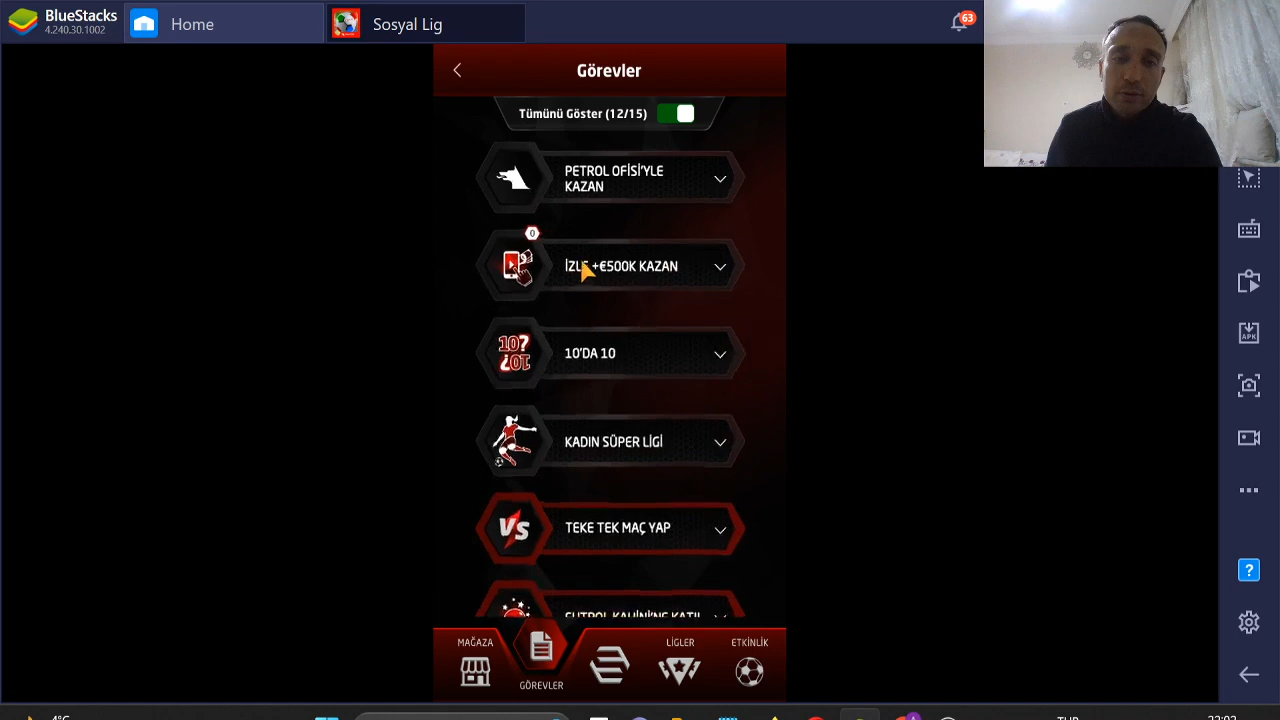 BlueStacks
4.240.30.1002
Home
Sosyal Lig
63
Görevler
Tümünü Göster (12/15)
PETROL OFİSİ'YLE
KAZAN
0
İZLE +€500K KAZAN
10?
10'DA 10
KADIN SÜPER LİGİ
VS
TEKE TEK MAÇ YAP
MAĞAZA
GÖREVLER
LİGLER
ETKİNLİK
APK
?